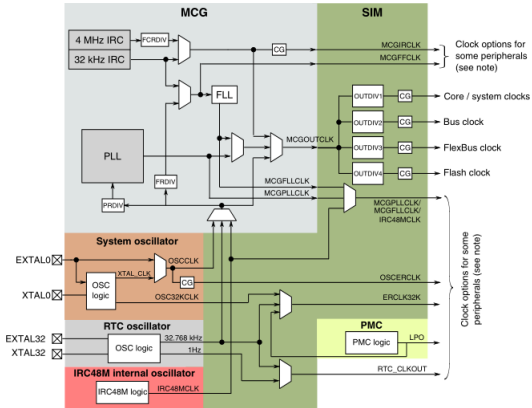 MCG
SIM
4 MHz IRC
32 kHz IRC
FCRDIV
CG
MCGIRCLK
MCGFFCLK
Clock options for
some peripherals
(see note)
FLL
OUTDIV1
CG
Core / system clocks
OUTDIV2
CG
Bus clock
MCGOUTCLK
OUTDIV3
CG
FlexBus clock
PLL
OUTDIV4
CG
Flash clock
FRDIV
MCGFLLCLK
MCGPLLCLK
PRDIV
MCGPLLCLK/
MCGFLLCLK/
IRC48MCLK
System oscillator
EXTAL0
OSCCLK
XTAL_CLK
OSC
logic
CG
OSCERCLK
XTAL0
OSC32KCLK
ERCLK32K
Clock options for some
peripherals (see note)
RTC oscillator
PMC
EXTAL32
32.768 kHz
PMC logic
LPO
XTAL32
OSC logic
1Hz
IRC48M internal oscillator
RTC_CLKOUT
IRC48M logic
IRC48MCLK